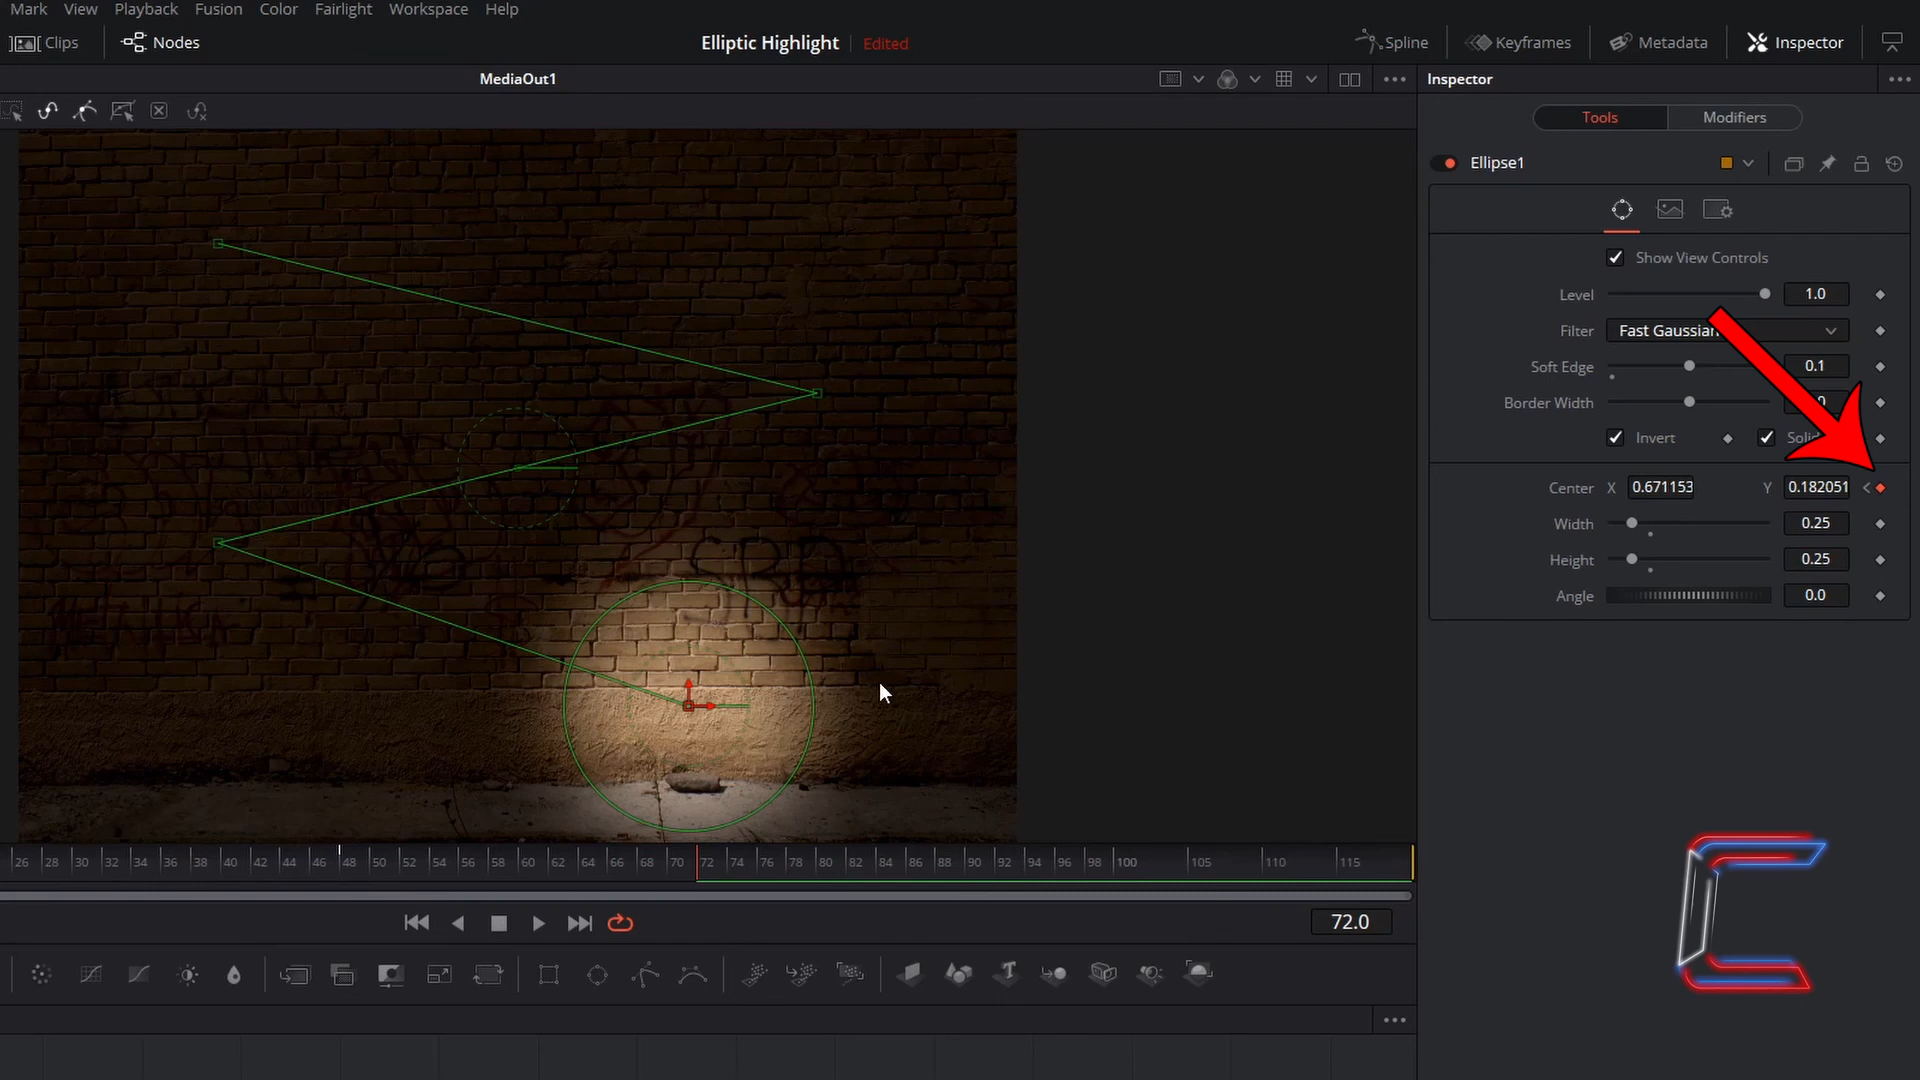 Mark View Playback Fusion Color Fairlight Workspace Help
Clips Nodes Elliptic Highlight Edited Spline Keyframes Metadata Inspector
MediaOut1 Inspector
Tools Modifiers
Ellipse1
Show View Controls
Level 1.0
Filter Fast Gaussian
Soft Edge 0.1
Border Width
Invert
Center X 0.671153 Y 0.182051
Width 0.25
Height 0.25
Angle 0.0
26 28 30 32 34 36 38 40 42 44 46 48 50 52 54 56 58 60 62 64 66 68 70 72 74 76 78 80 82 84 86 88 90 92 94 96 98 100 105 110 115
72.0